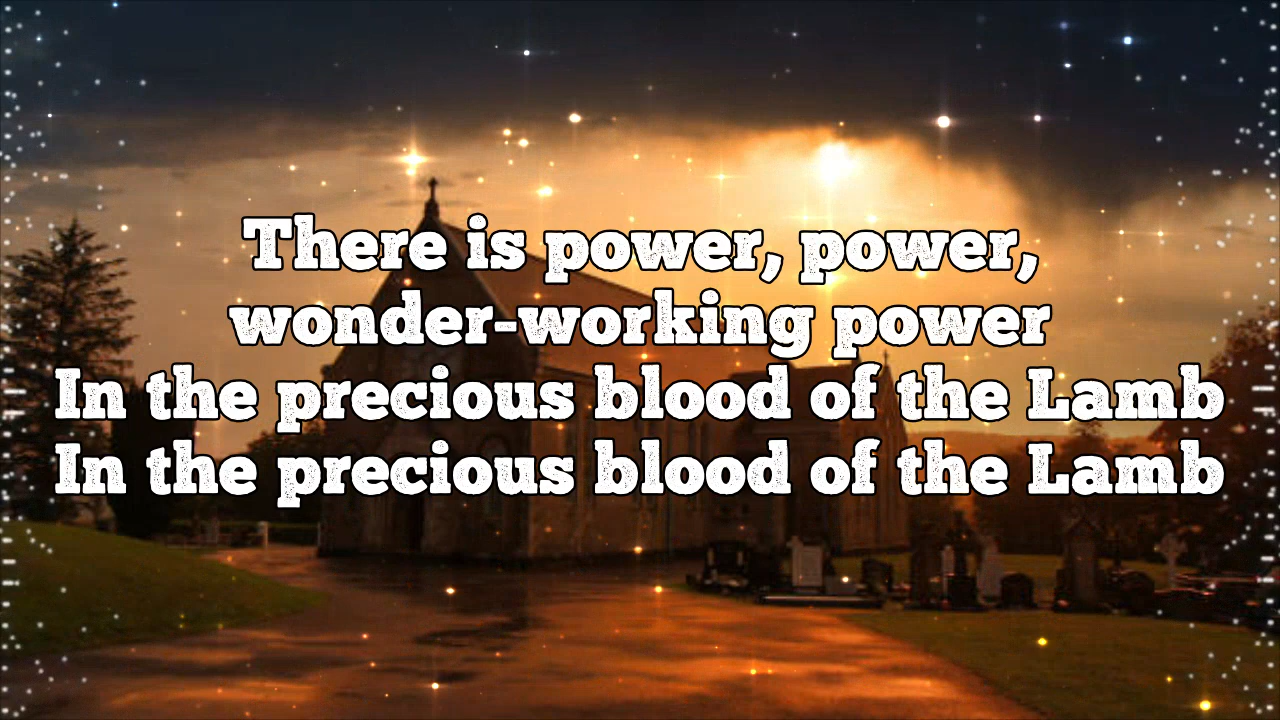 There is power, power,
wonder-working power
In the precious blood of the Lamb
In the precious blood of the Lamb